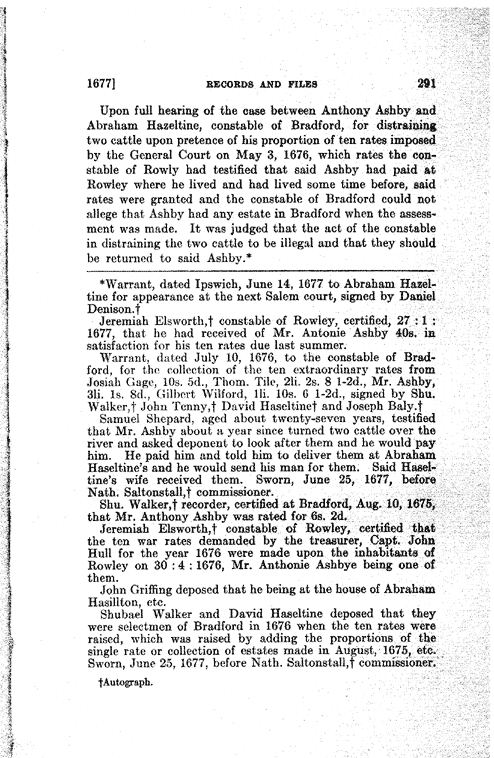 1677] RECORDS AND FILES 291
Upon full hearing of the case between Anthony Ashby and
Abraham Hazeltine, constable of Bradford, for distraining
two cattle upon pretence of his proportion of ten rates imposed
by the General Court on May 3, 1676, which rates the con-
stable of Rowly had testified that said Ashby had paid at
Rowley where he lived and had lived some time before, said
rates were granted and the constable of Bradford could not
allege that Ashby had any estate in Bradford when the assess-
ment was made. It was judged that the act of the constable
in distraining the two cattle to be illegal and that they should
be returned to said Ashby.*
*Warrant, dated Ipswich, June 14, 1677 to Abraham Hazel-
tine for appearance at the next Salem court, signed by Daniel
Denison.†
Jeremiah Elsworth,† constable of Rowley, certified, 27 : 1 :
1677, that he had received of Mr. Antonie Ashby 40s. in
satisfaction for his ten rates due last summer.
Warrant, dated July 10, 1676, to the constable of Brad-
ford, for the collection of the ten extraordinary rates from
Josiah Gage, 10s. 5d., Thom. Tile, 2li. 2s. 8 1-2d., Mr. Ashby,
3li. 1s. 8d., Gilbert Wilford, 1li. 10s. 6 1-2d., signed by Shu.
Walker,† John Tenny,† David Haseltine† and Joseph Baly.†
Samuel Shepard, aged about twenty-seven years, testified
that Mr. Ashby about a year since turned two cattle over the
river and asked deponent to look after them and he would pay
him. He paid him and told him to deliver them at Abraham
Haseltine's and he would send his man for them. Said Hasel-
tine's wife received them. Sworn, June 25, 1677, before
Nath. Saltonstall,† commissioner.
Shu. Walker,† recorder, certified at Bradford, Aug. 10, 1675,
that Mr. Anthony Ashby was rated for 6s. 2d.
Jeremiah Elsworth,† constable of Rowley, certified that
the ten war rates demanded by the treasurer, Capt. John
Hull for the year 1676 were made upon the inhabitants of
Rowley on 30 : 4 : 1676, Mr. Anthonie Ashbye being one of
them.
John Griffing deposed that he being at the house of Abraham
Hasillton, etc.
Shubael Walker and David Haseltine deposed that they
were selectmen of Bradford in 1676 when the ten rates were
raised, which was raised by adding the proportions of the
single rate or collection of estates made in August, 1675, etc.
Sworn, June 25, 1677, before Nath. Saltonstall,† commissioner.
†Autograph.